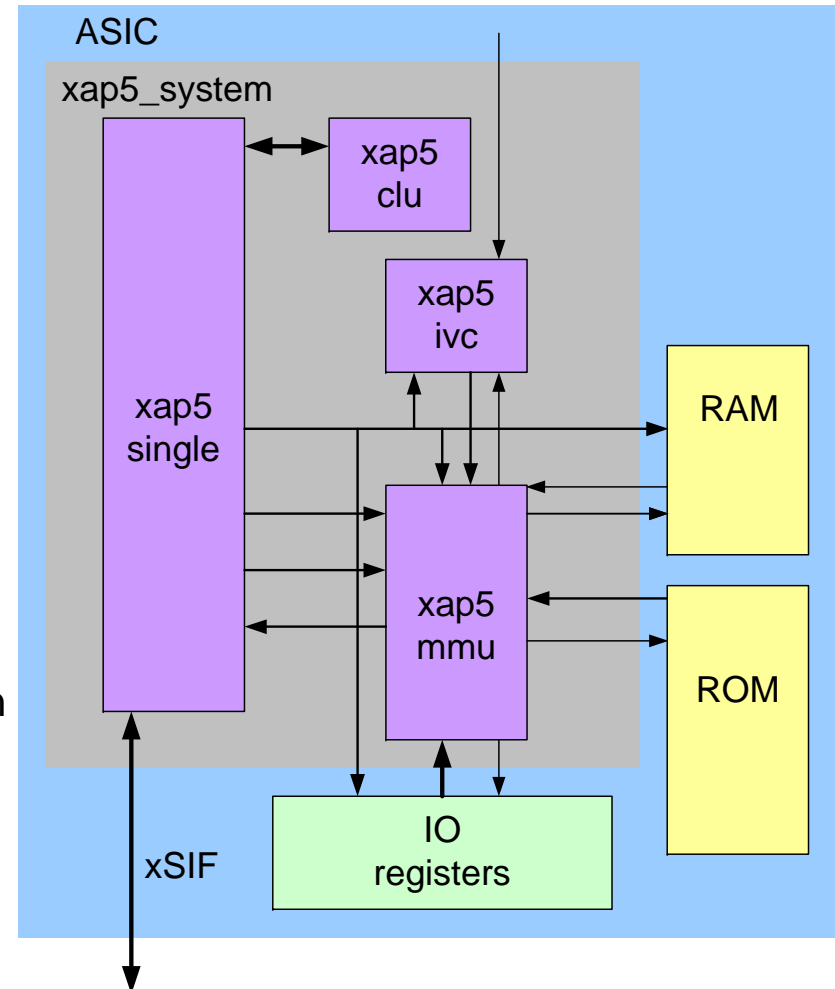 ASIC
xap5_system
xap5
clu
xap5
ivc
xap5
single
RAM
xap5
mmu
ROM
n
IO
registers
xSIF